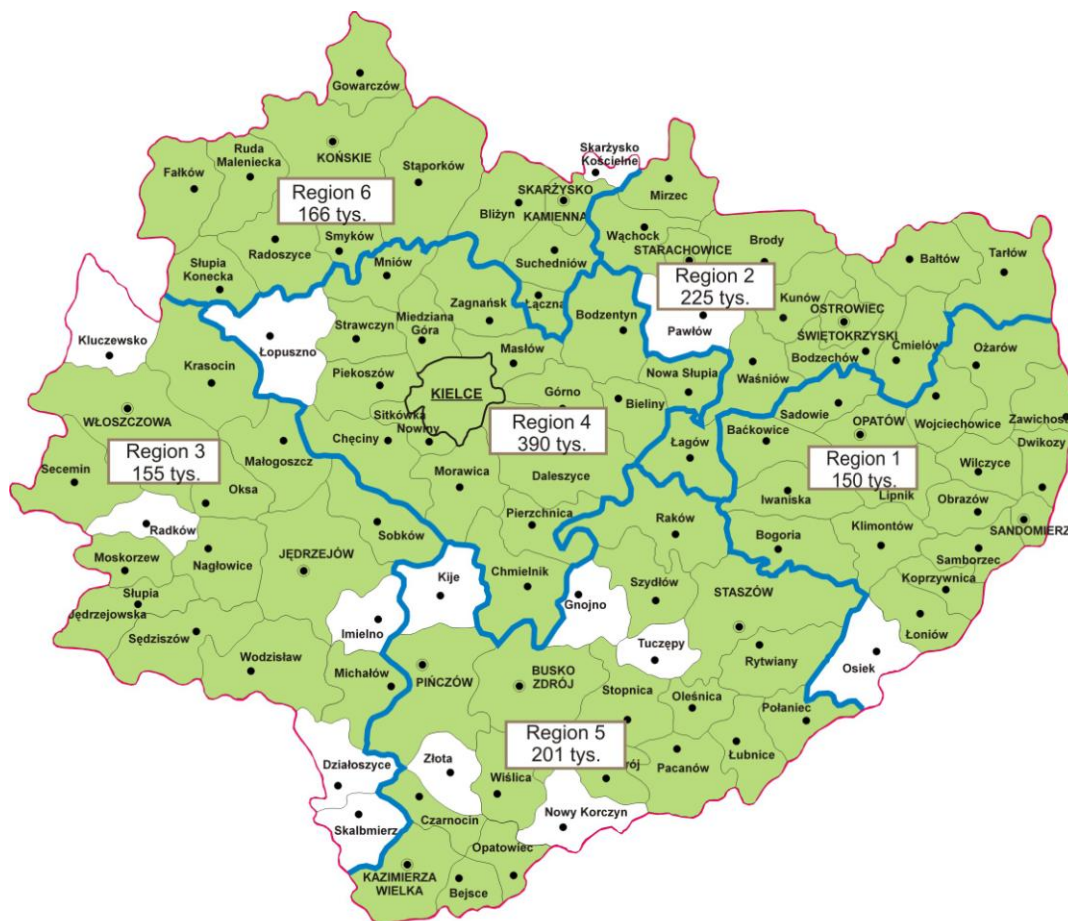 Gowarczów
KOŃSKIE
Ruda
Maleniecka
Fałków
Stąporków
Region 6
166 tys.
Radoszyce
Smyków
Słupia
Konecka
Skarżysko
Kościelne
SKARŻYSKO
KAMIENNA
Bliżyn
Suchedniów
Łączna
Mirzec
Wąchock
STARACHOWICE
Brody
Region 2
225 tys.
Pawłów
Kunów
OSTROWIEC
ŚWIĘTOKRZYSKI
Bodzechów
Ćmielów
Bałtów
Tarłów
Waśniów
Mniów
Zagnańsk
Bodzentyn
Strawczyn
Miedziana
Góra
Masłów
Łopuszno
Piekoszów
KIELCE
Górno
Bieliny
Nowa Słupia
Sitkówka
Nowiny
Chęciny
Region 4
390 tys.
Morawica
Daleszyce
Pierzchnica
Chmielnik
Łagów
Kluczewsko
Krasocin
WŁOSZCZOWA
Region 3
155 tys.
Małogoszcz
Secemin
Oksa
Radków
Moskorzew
Nagłowice
JĘDRZEJÓW
Sobków
Słupia
Jędrzejowska
Sędziszów
Imielno
Wodzisław
Michałów
Działoszyce
Skalbmierz
Ożarów
Sadowie
Baćkowice
OPATÓW
Wojciechowice
Zawichost
Dwikozy
Region 1
150 tys.
Wilczyce
Iwaniska
Lipnik
Obrazów
SANDOMIERZ
Bogoria
Klimontów
Samborzec
Koprzywnica
Łoniów
Osiek
Raków
Kije
Gnojno
Szydłów
STASZÓW
Tuczępy
Rytwiany
PIŃCZÓW
BUSKO
ZDRÓJ
Stopnica
Oleśnica
Połaniec
Region 5
201 tys.
Łubnice
Pacanów
Złota
Wiślica
Nowy Korczyn
Czarnocin
Opatowiec
KAZIMIERZA
WIELKA
Bejsce